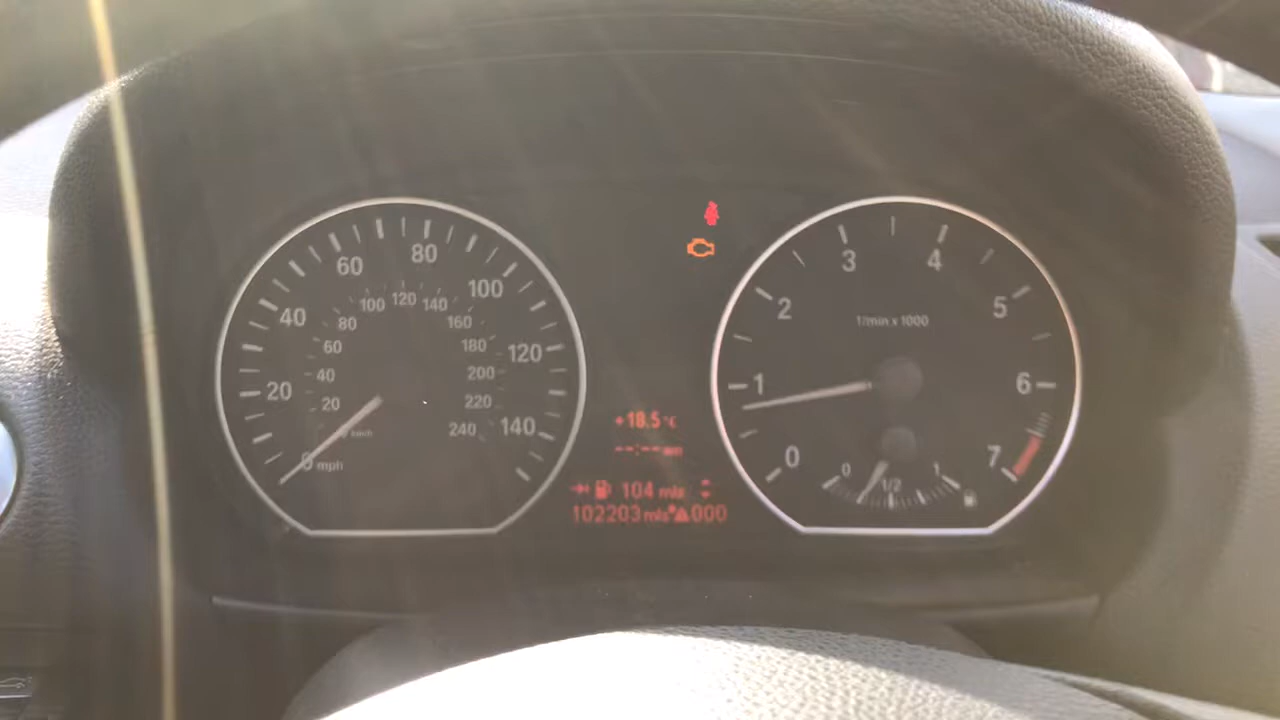 60 80
40 100
20 120
0 140
mph
100 120 140
80 160
60 180
40 200
20 220
240
km/h
+18.5 °C
--:--
104 mls
102203 mls 000
3 4
2 5
1/min x 1000
1 6
0 7
0 1/2 1